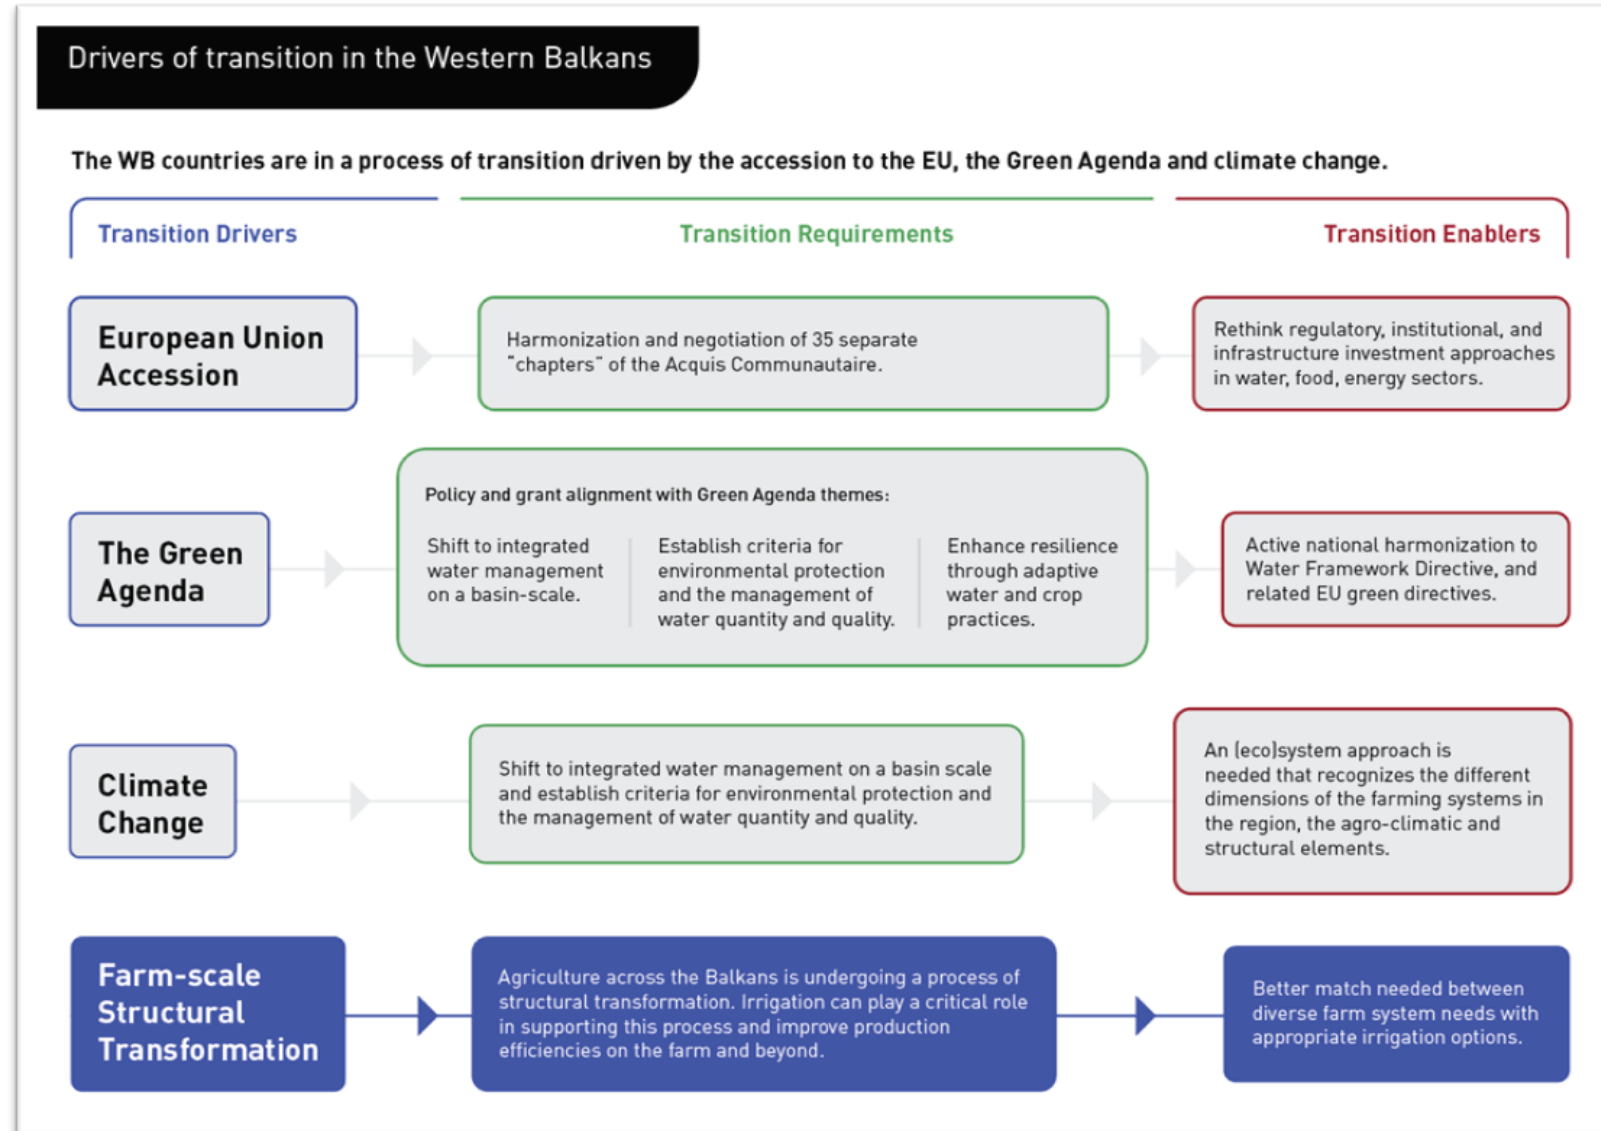 Drivers of transition in the Western Balkans
The WB countries are in a process of transition driven by the accession to the EU, the Green Agenda and climate change.
Transition Drivers
Transition Requirements
Transition Enablers
European Union
Accession
Harmonization and negotiation of 35 separate
“chapters” of the Acquis Communautaire.
Rethink regulatory, institutional, and
infrastructure investment approaches
in water, food, energy sectors.
The Green
Agenda
Policy and grant alignment with Green Agenda themes:
Shift to integrated
water management
on a basin-scale.
Establish criteria for
environmental protection
and the management of
water quantity and quality.
Enhance resilience
through adaptive
water and crop
practices.
Active national harmonization to
Water Framework Directive, and
related EU green directives.
Climate
Change
Shift to integrated water management on a basin scale
and establish criteria for environmental protection and
the management of water quantity and quality.
An (eco)system approach is
needed that recognizes the different
dimensions of the farming systems in
the region, the agro-climatic and
structural elements.
Farm-scale
Structural
Transformation
Agriculture across the Balkans is undergoing a process of
structural transformation. Irrigation can play a critical role
in supporting this process and improve production
efficiencies on the farm and beyond.
Better match needed between
diverse farm system needs with
appropriate irrigation options.